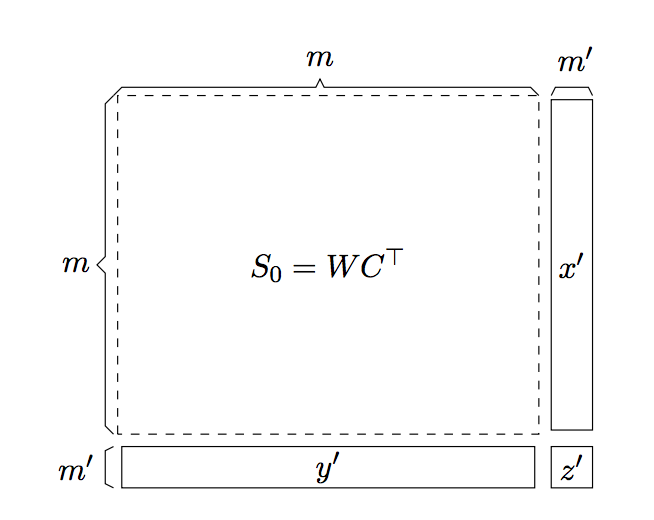 m
m′
m
S₀ = WC⊤
x′
m′
y′
z′